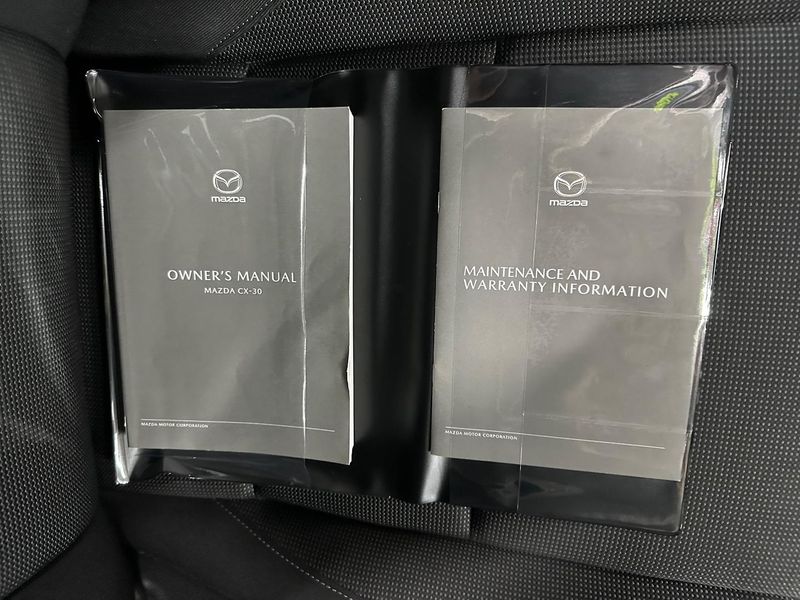 mazda
OWNER'S MANUAL
MAZDA CX-30
MAZDA MOTOR CORPORATION
mazda
MAINTENANCE AND
WARRANTY INFORMATION
MAZDA MOTOR CORPORATION